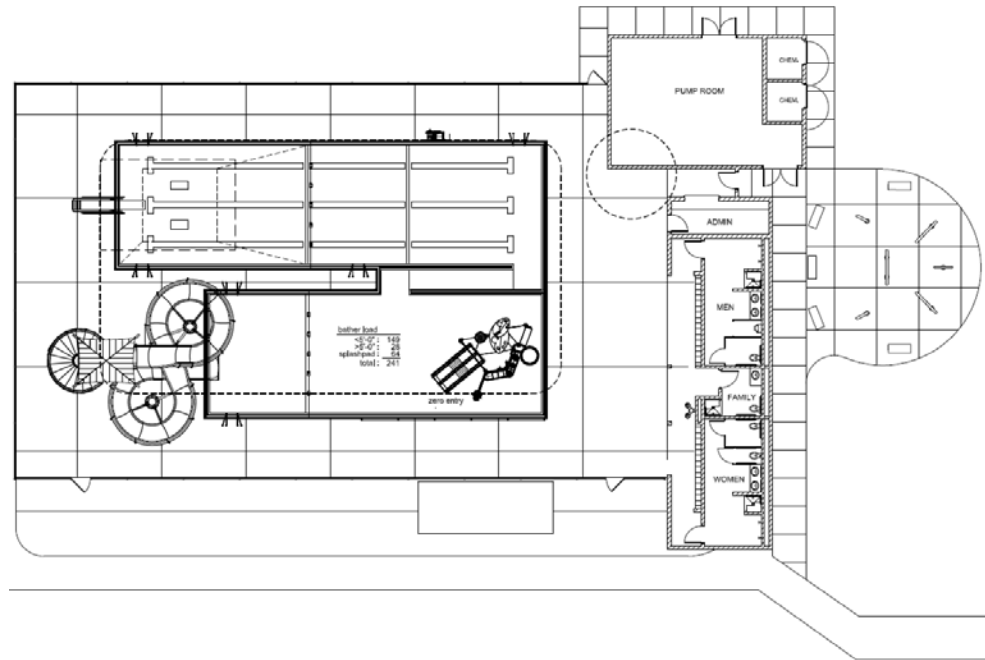 CHEM.
PUMP ROOM
CHEM.
ADMIN
MEN
bather load
<5'-0" : 149
>5'-0" : 28
splashpad : 64
total : 241
zero entry
FAMILY
WOMEN